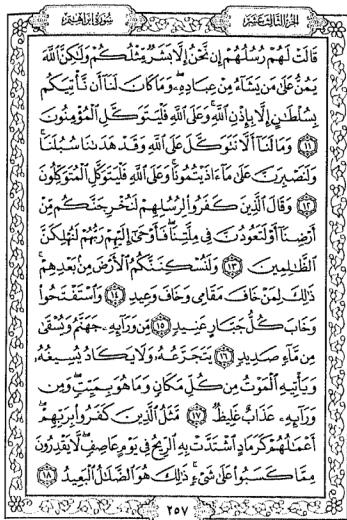 سورة إبراهيم
الجزء الثالث عشر
قَالَتْ لَهُمْ رُسُلُهُمْ إِن نَّحْنُ إِلَّا بَشَرٌ مِّثْلُكُمْ وَلَٰكِنَّ ٱللَّهَ
يَمُنُّ عَلَىٰ مَن يَشَآءُ مِنْ عِبَادِهِۦ ۖ وَمَا كَانَ لَنَآ أَن نَّأْتِيَكُم
بِسُلْطَٰنٍ إِلَّا بِإِذْنِ ٱللَّهِ ۚ وَعَلَى ٱللَّهِ فَلْيَتَوَكَّلِ ٱلْمُؤْمِنُونَ
﴿١١﴾ وَمَا لَنَآ أَلَّا نَتَوَكَّلَ عَلَى ٱللَّهِ وَقَدْ هَدَىٰنَا سُبُلَنَا ۚ
وَلَنَصْبِرَنَّ عَلَىٰ مَآ ءَاذَيْتُمُونَا ۚ وَعَلَى ٱللَّهِ فَلْيَتَوَكَّلِ ٱلْمُتَوَكِّلُونَ
﴿١٢﴾ وَقَالَ ٱلَّذِينَ كَفَرُوا۟ لِرُسُلِهِمْ لَنُخْرِجَنَّكُم مِّنْ
أَرْضِنَآ أَوْ لَتَعُودُنَّ فِى مِلَّتِنَا ۖ فَأَوْحَىٰٓ إِلَيْهِمْ رَبُّهُمْ لَنُهْلِكَنَّ
ٱلظَّٰلِمِينَ ﴿١٣﴾ وَلَنُسْكِنَنَّكُمُ ٱلْأَرْضَ مِنۢ بَعْدِهِمْ ۚ
ذَٰلِكَ لِمَنْ خَافَ مَقَامِى وَخَافَ وَعِيدِ ﴿١٤﴾ وَٱسْتَفْتَحُوا۟
وَخَابَ كُلُّ جَبَّارٍ عَنِيدٍ ﴿١٥﴾ مِّن وَرَآئِهِۦ جَهَنَّمُ وَيُسْقَىٰ
مِن مَّآءٍ صَدِيدٍ ﴿١٦﴾ يَتَجَرَّعُهُۥ وَلَا يَكَادُ يُسِيغُهُۥ
وَيَأْتِيهِ ٱلْمَوْتُ مِن كُلِّ مَكَانٍ وَمَا هُوَ بِمَيِّتٍ ۖ وَمِن
وَرَآئِهِۦ عَذَابٌ غَلِيظٌ ﴿١٧﴾ مَّثَلُ ٱلَّذِينَ كَفَرُوا۟ بِرَبِّهِمْ ۖ
أَعْمَٰلُهُمْ كَرَمَادٍ ٱشْتَدَّتْ بِهِ ٱلرِّيحُ فِى يَوْمٍ عَاصِفٍ ۖ لَّا يَقْدِرُونَ
مِمَّا كَسَبُوا۟ عَلَىٰ شَىْءٍ ۚ ذَٰلِكَ هُوَ ٱلضَّلَٰلُ ٱلْبَعِيدُ ﴿١٨﴾
٢٥٧